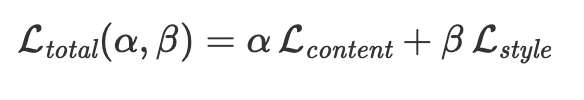 ℒ_total(α, β) = α ℒ_content + β ℒ_style